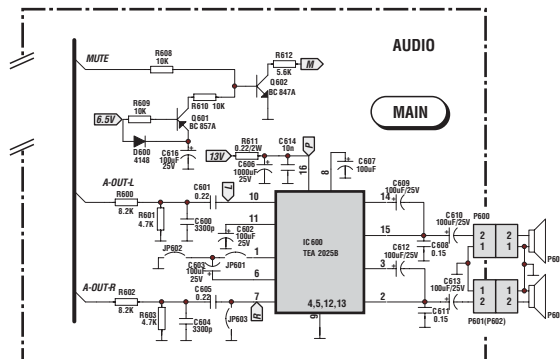 AUDIO
MAIN
MUTE
R608
10K
R612
5.6K
M
Q602
BC 847A
R609
10K
R610 10K
6.5V
Q601
BC 857A
D600
4148
C616
100uF
25V
13V
R611
0.22/2W
C614
10n
C606
1000uF
25V
P
16
8
C607
100uF
A-OUT-L
R600
8.2K
C601
0.22
L
10
R601
4.7K
C600
3300p
C602
100uF
25V
11
JP602
1
C603
100uF
25V
JP601
6
IC600
TEA 2025B
4,5,12,13
9
14
C609
100uF/25V
15
C610
100uF/25V
P600
C612
100uF/25V
C608
0.15
3
C613
100uF/25V
2
C611
0.15
2 2
1 1
1 1
2 2
P601(P602)
P60
P60
A-OUT-R
R602
8.2K
C605
0.22
7
R603
4.7K
C604
3300p
JP603
R